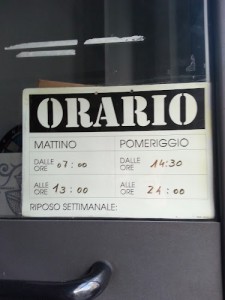 ORARIO
MATTINO POMERIGGIO
DALLE ORE 07:00 DALLE ORE 14:30
ALLE ORE 13:00 ALLE ORE 24:00
RIPOSO SETTIMANALE: